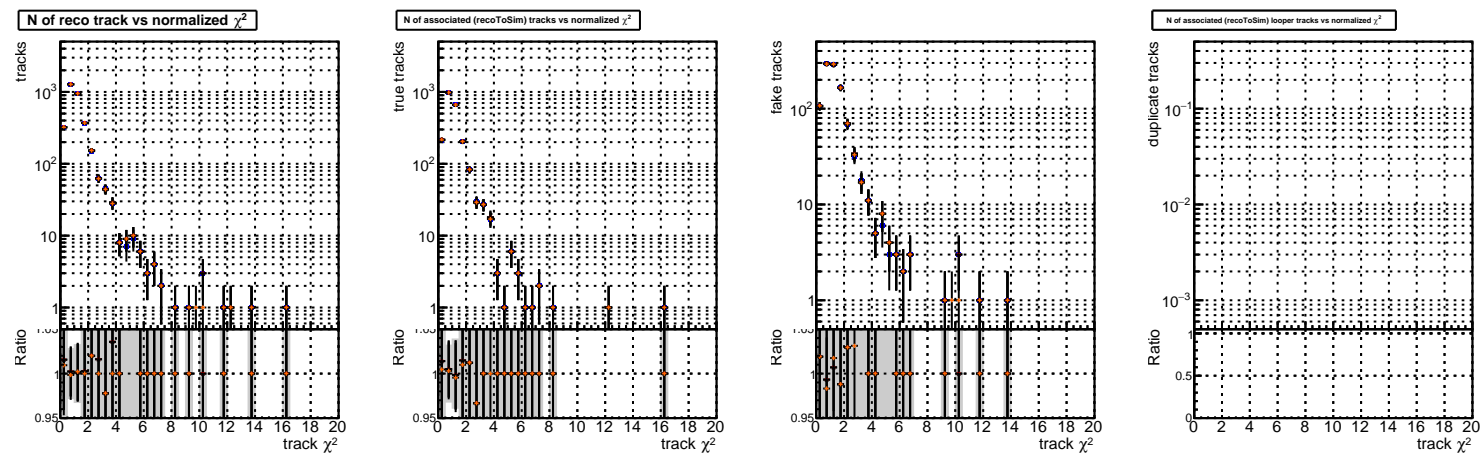 N of reco track vs normalized χ²
tracks
10³
10²
10
1
Ratio
1.05
1
0.95
0 2 4 6 8 10 12 14 16 18 20
track χ²
N of associated (recoToSim) tracks vs normalized χ²
true tracks
10³
10²
10
1
Ratio
1.05
1
0.95
0 2 4 6 8 10 12 14 16 18 20
track χ²
fake tracks
10²
10
1
Ratio
1.05
1
0.95
0 2 4 6 8 10 12 14 16 18 20
track χ²
N of associated (recoToSim) looper tracks vs normalized χ²
duplicate tracks
10⁻¹
10⁻²
10⁻³
Ratio
1
0.5
0
0 2 4 6 8 10 12 14 16 18 20
track χ²